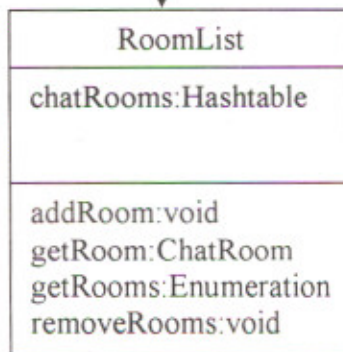 RoomList
chatRooms:Hashtable
addRoom:void
getRoom:ChatRoom
getRooms:Enumeration
removeRooms:void